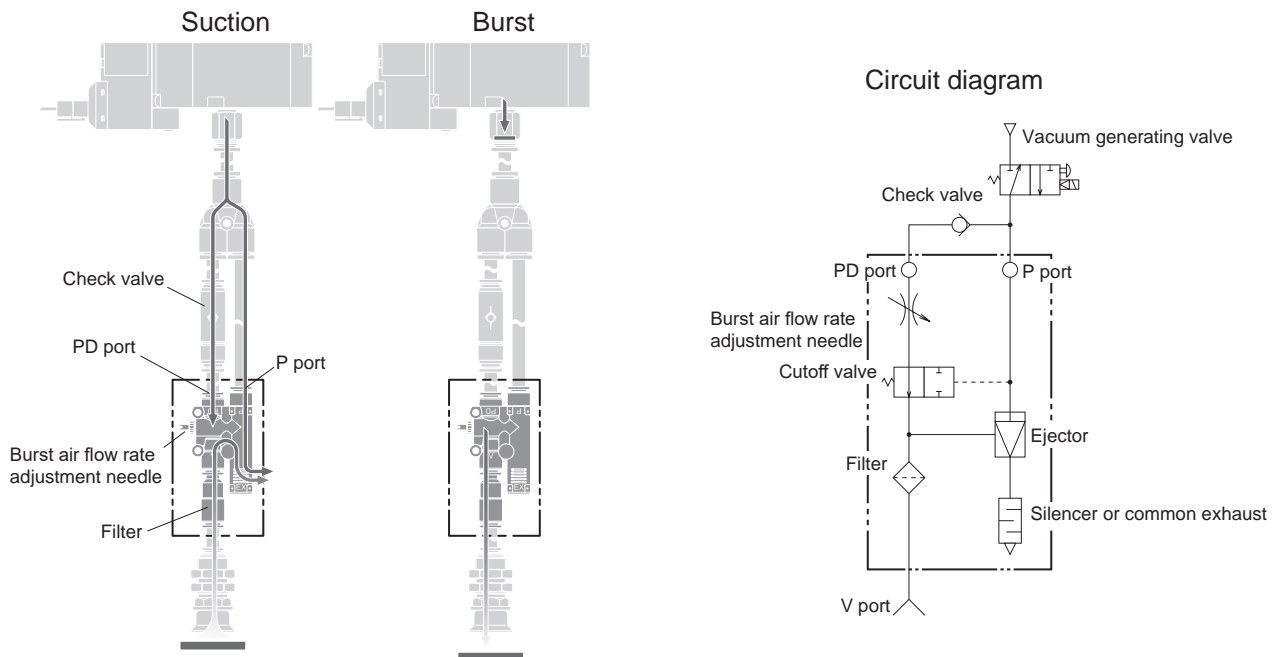 Suction
Burst
Check valve
PD port
P port
Burst air flow rate
adjustment needle
Filter
EX
EX
Circuit diagram
Vacuum generating valve
Check valve
PD port
P port
Burst air flow rate
adjustment needle
Cutoff valve
Ejector
Filter
Silencer or common exhaust
V port